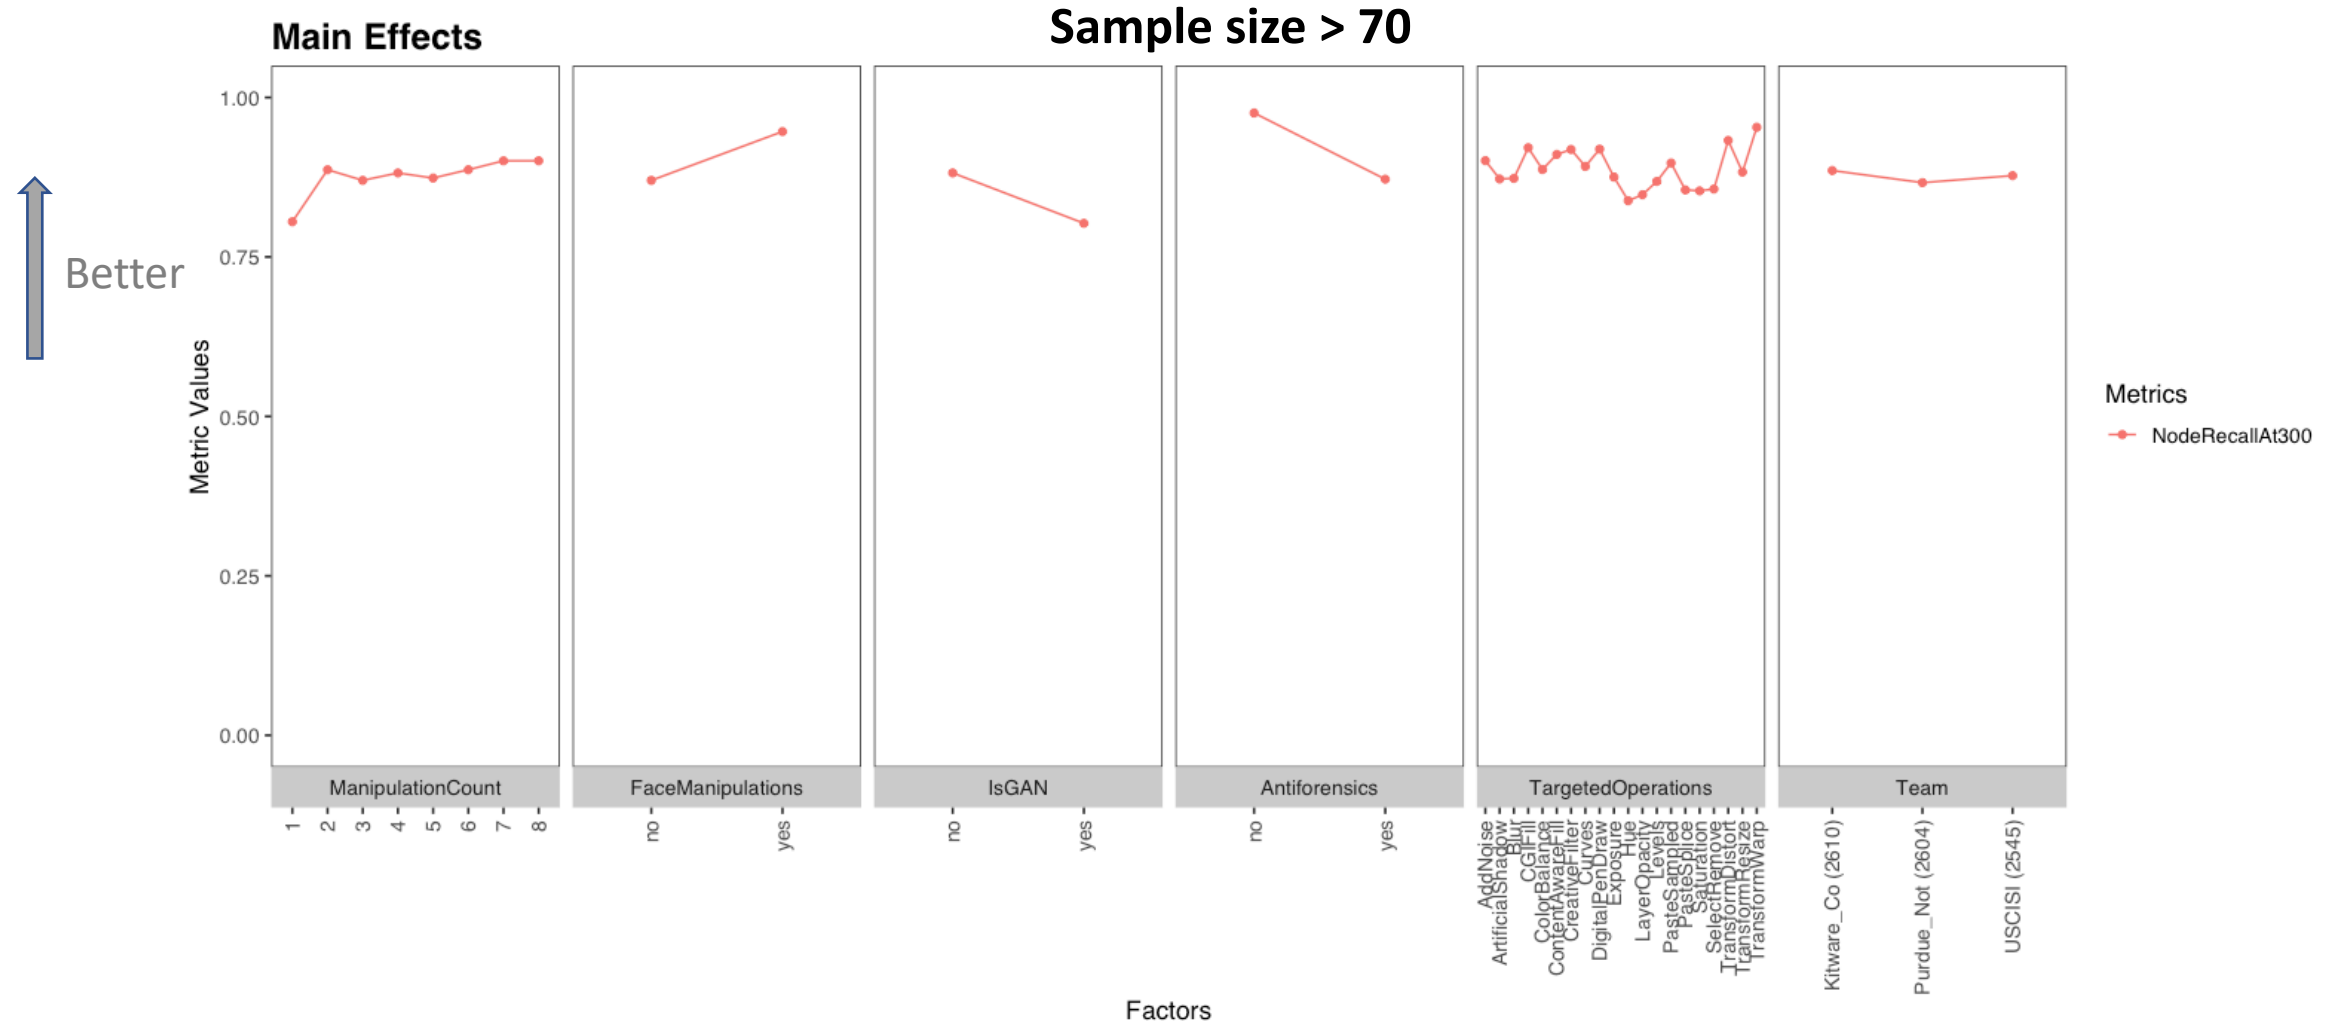 Sample size > 70
Main Effects
1.00
0.75
0.50
0.25
0.00
Better
Metric Values
Metrics
NodeRecallAt300
ManipulationCount
FaceManipulations
IsGAN
Antiforensics
TargetedOperations
Team
1
2
3
4
5
6
7
8
no
yes
no
yes
no
yes
AddNoise
ArtificialShadow
Blur
CGIFill
ColorBalance
ContentAwareFill
CreativeFilter
Curves
DigitalPenDraw
Exposure
Hue
LayerOpacity
Levels
PasteSampled
PasteSplice
Saturation
SelectRemove
TransformDistort
TransformResize
TransformWarp
Kitware_Co (2610)
Purdue_Not (2604)
USCISI (2545)
Factors